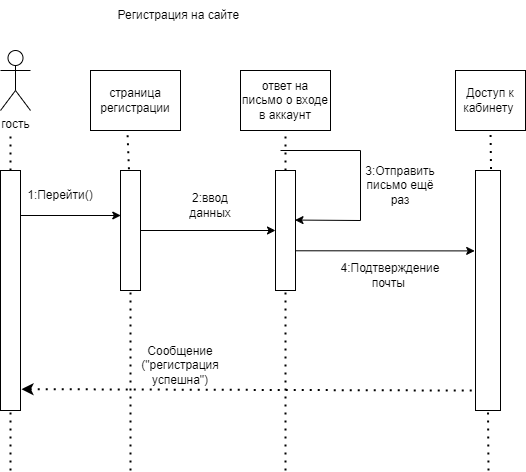 Регистрация на сайте
гость
страница
регистрации
ответ на
письмо о входе
в аккаунт
Доступ к
кабинету
1:Перейти()
2:ввод
данных
3:Отправить
письмо ещё
раз
4:Подтверждение
почты
Сообщение
("регистрация
успешна")